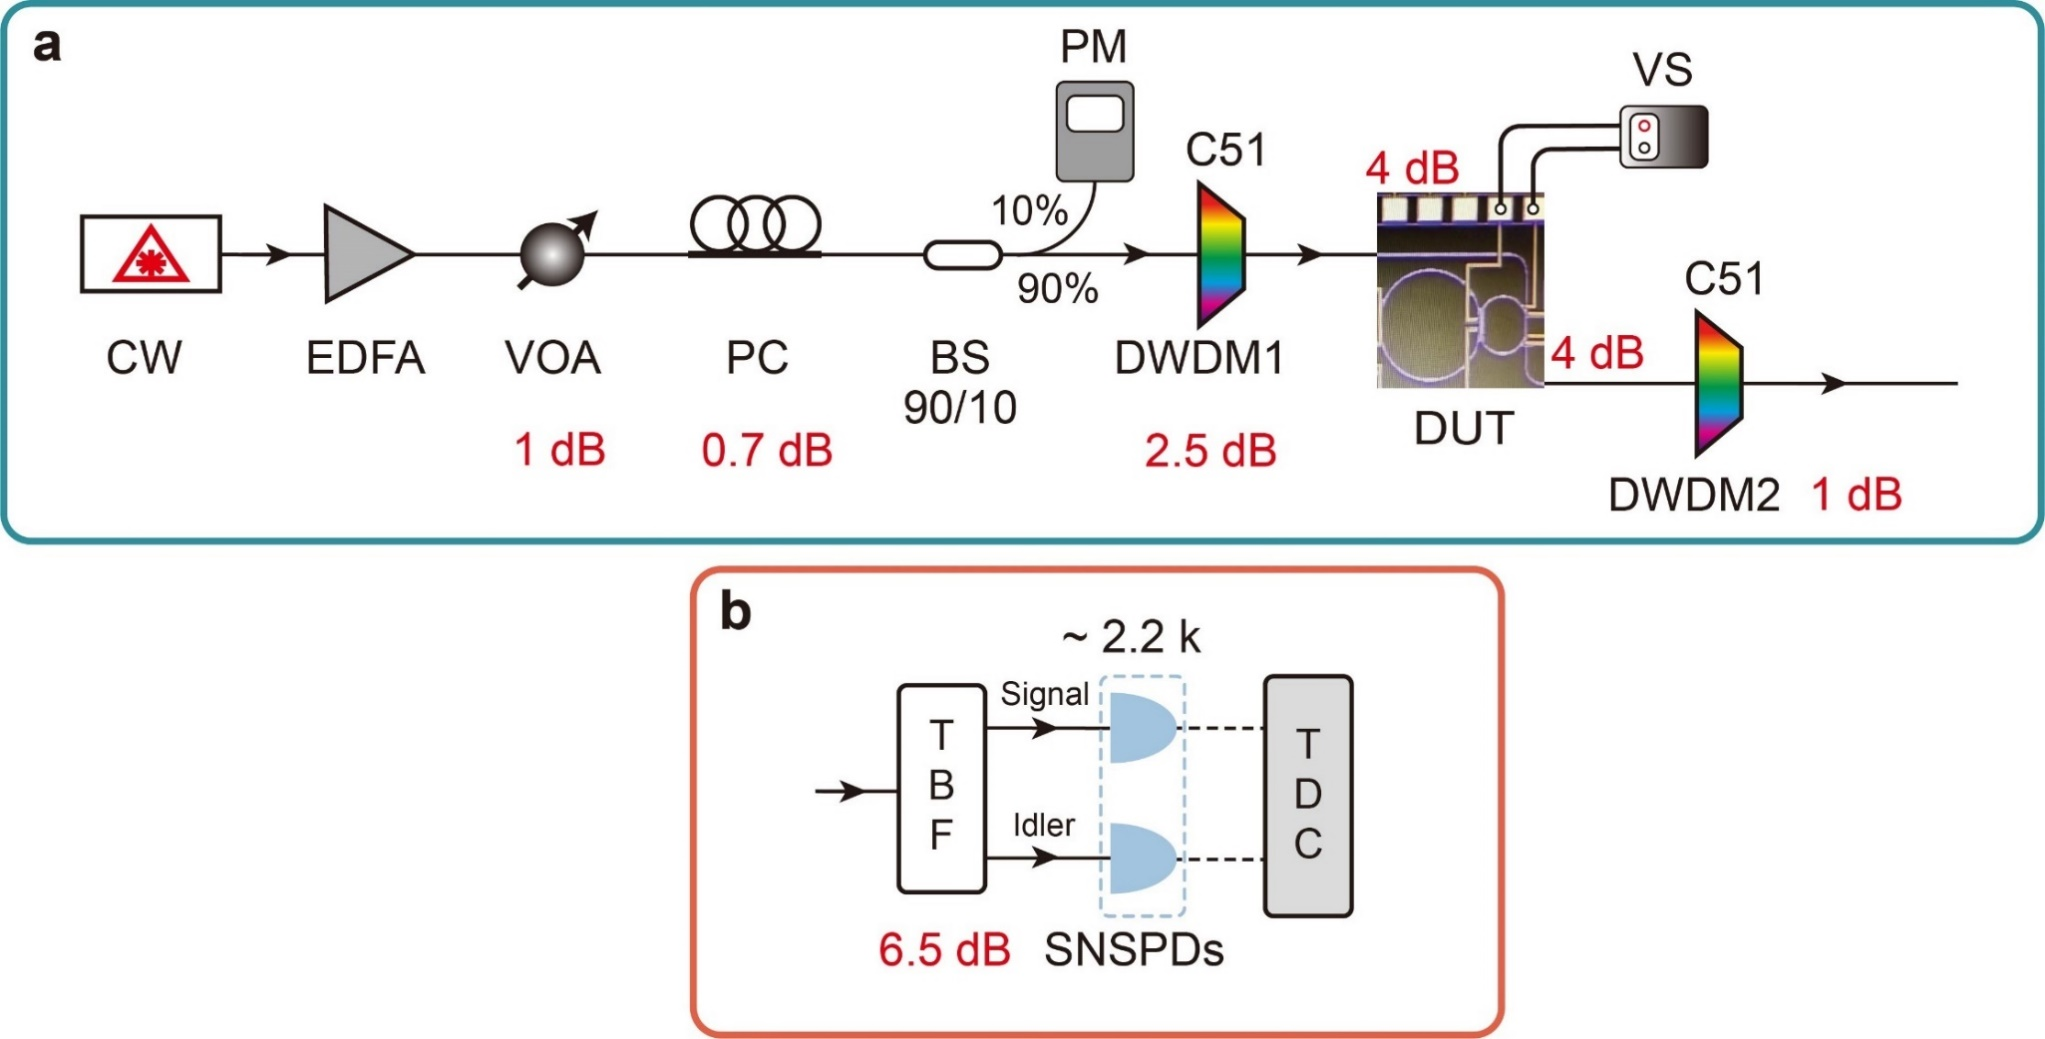 a
PM
VS
C51
4 dB
10%
90%
C51
CW
EDFA
VOA
PC
BS
90/10
DWDM1
4 dB
DUT
1 dB
0.7 dB
2.5 dB
DWDM2
1 dB
b
~ 2.2 k
Signal
T
B
F
T
D
C
Idler
6.5 dB
SNSPDs